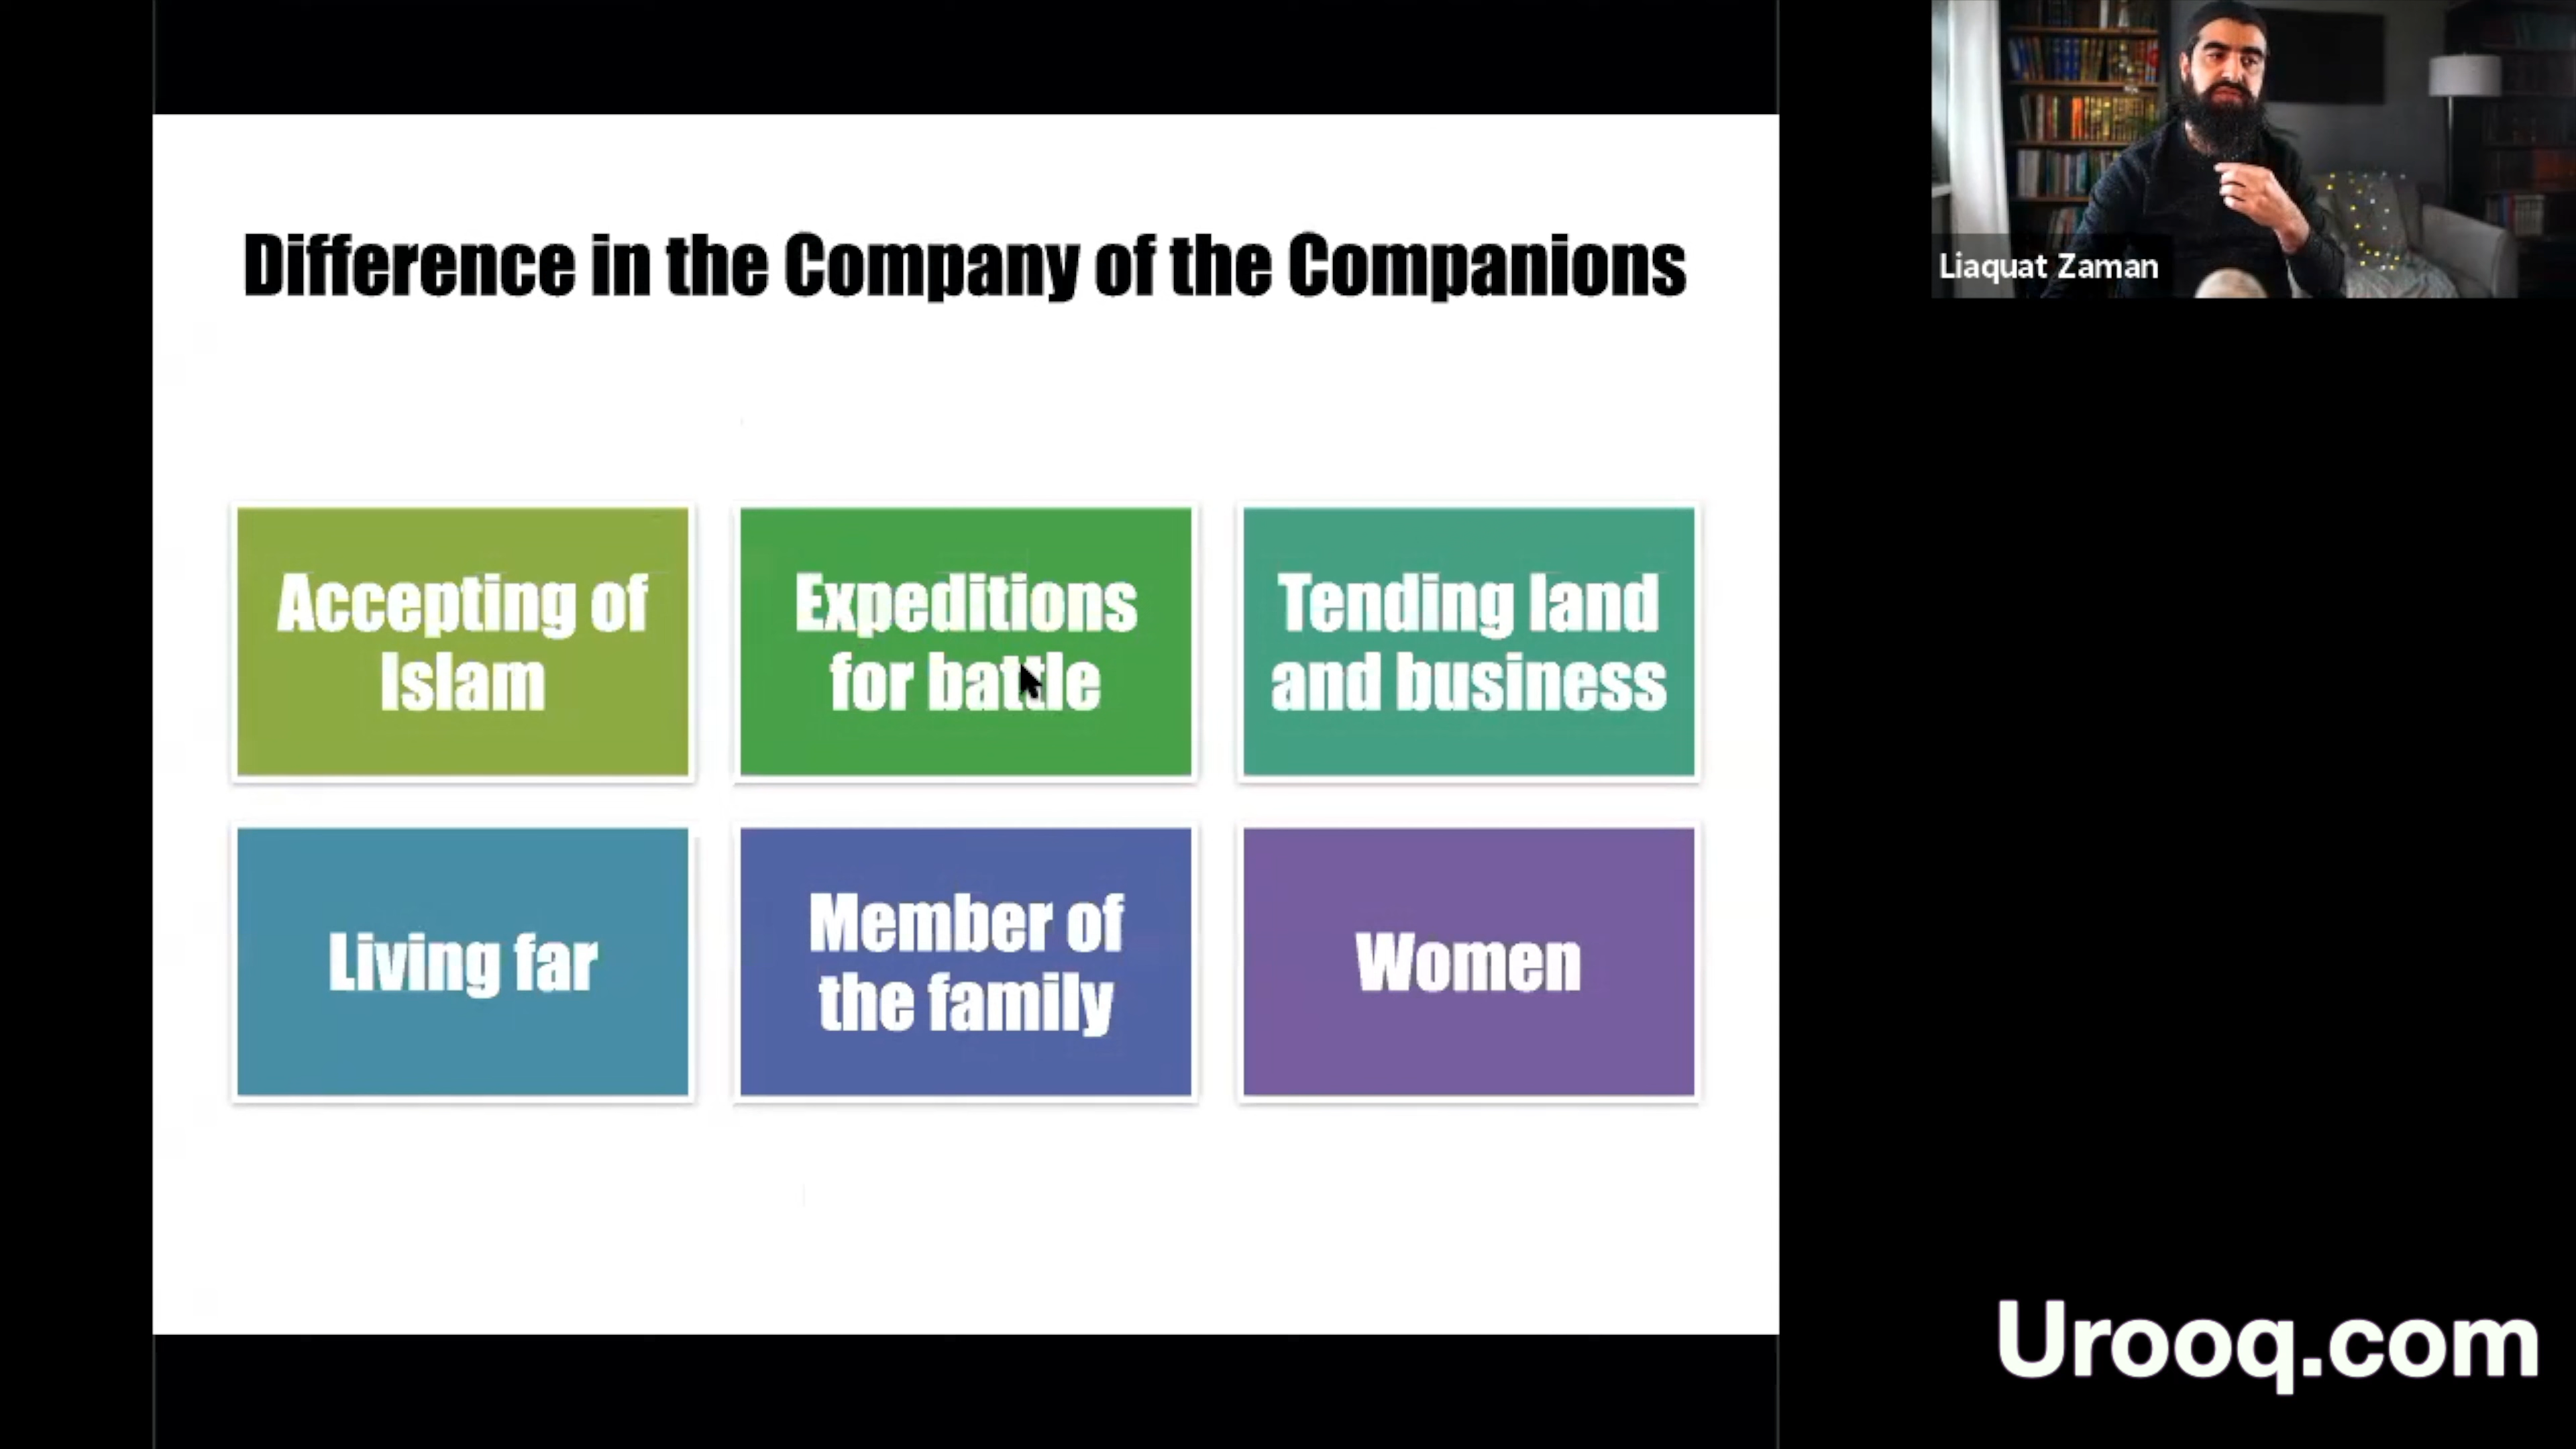 Difference in the Company of the Companions
Accepting of
Islam
Expeditions
for battle
Tending land
and business
Living far
Member of
the family
Women
Liaquat Zaman
Urooq.com